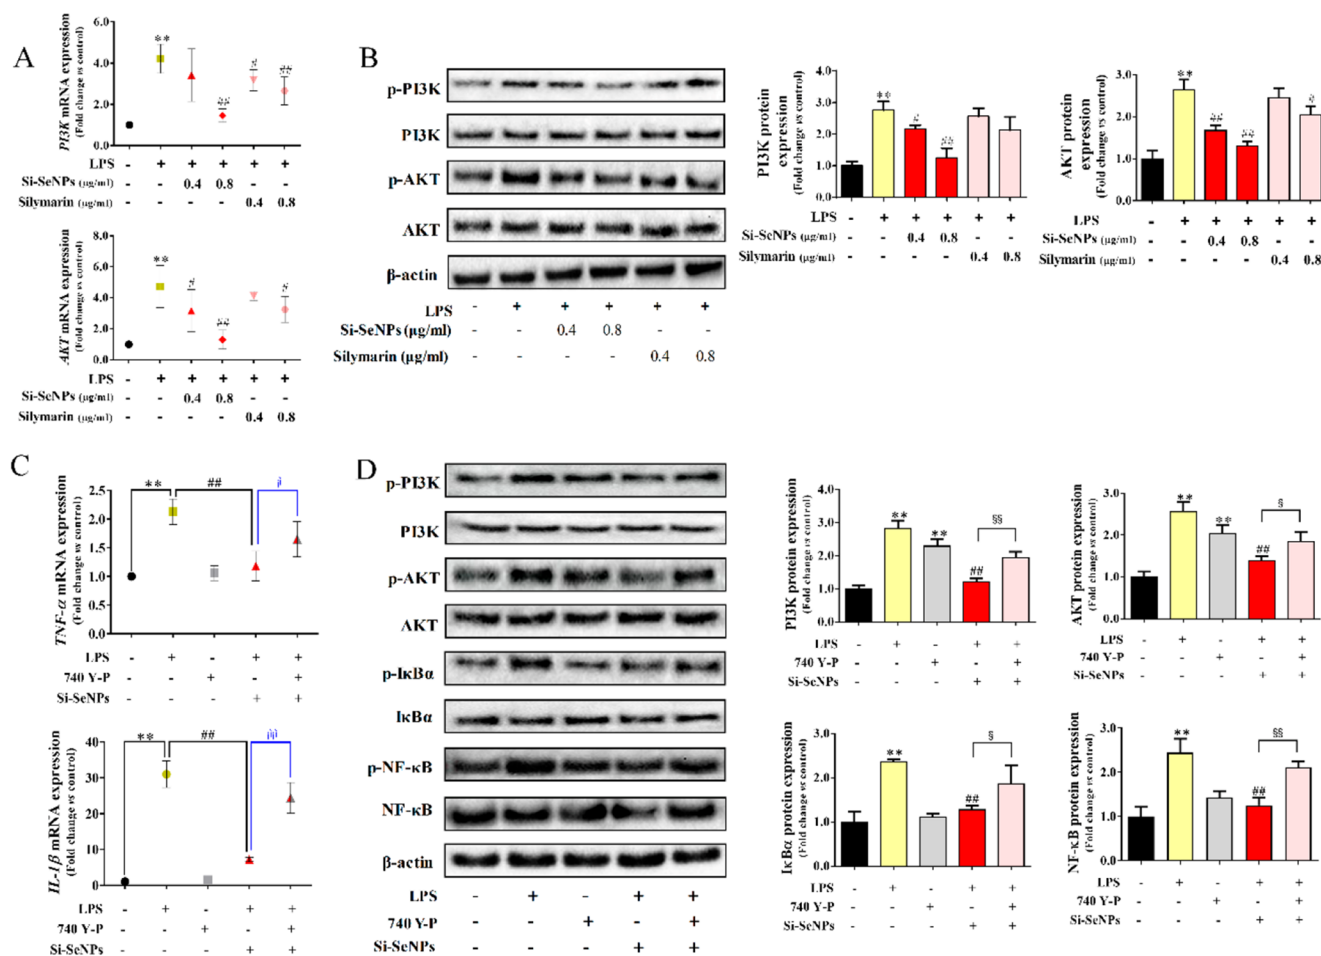 A
PI3K mRNA expression
(Fold change vs control)
6.0
4.0
2.0
0.0
**
##
#
##
LPS - + + + + +
Si-SeNPs (μg/ml) - - 0.4 0.8 - -
Silymarin (μg/ml) - - - - 0.4 0.8
AKT mRNA expression
(Fold change vs control)
8.0
6.0
4.0
2.0
0.0
**
#
##
#
LPS - + + + + +
Si-SeNPs (μg/ml) - - 0.4 0.8 - -
Silymarin (μg/ml) - - - - 0.4 0.8
B
p-PI3K
PI3K
p-AKT
AKT
β-actin
LPS - + + + + +
Si-SeNPs (μg/ml) - - 0.4 0.8 - -
Silymarin (μg/ml) - - - - 0.4 0.8
PI3K protein
expression
(Fold change vs control)
4.0
3.0
2.0
1.0
0.0
**
#
##
LPS - + + + + +
Si-SeNPs (μg/ml) - - 0.4 0.8 - -
Silymarin (μg/ml) - - - - 0.4 0.8
AKT protein
expression
(Fold change vs control)
3.0
2.0
1.0
0.0
**
##
##
#
LPS - + + + + +
Si-SeNPs (μg/ml) - - 0.4 0.8 - -
Silymarin (μg/ml) - - - - 0.4 0.8
C
TNF-α mRNA expression
(Fold change vs control)
2.5
2.0
1.5
1.0
0.5
0.0
**
##
#
LPS - + - + +
740 Y-P - - + - +
Si-SeNPs - - - + +
IL-1β mRNA expression
(Fold change vs control)
40
30
20
10
0
**
##
##
LPS - + - + +
740 Y-P - - + - +
Si-SeNPs - - - + +
D
p-PI3K
PI3K
p-AKT
AKT
p-IκBα
IκBα
p-NF-κB
NF-κB
β-actin
LPS - + - + +
740 Y-P - - + - +
Si-SeNPs - - - + +
PI3K protein expression
(Fold change vs control)
4.0
3.0
2.0
1.0
0.0
**
**
##
§§
LPS - + - + +
740 Y-P - - + - +
Si-SeNPs - - - + +
AKT protein expression
(Fold change vs control)
3.0
2.0
1.0
0.0
**
**
##
§
LPS - + - + +
740 Y-P - - + - +
Si-SeNPs - - - + +
IκBα protein expression
(Fold change vs control)
3.0
2.0
1.0
0.0
**
##
§
LPS - + - + +
740 Y-P - - + - +
Si-SeNPs - - - + +
NF-κB protein expression
(Fold change vs control)
3.0
2.0
1.0
0.0
**
##
§§
LPS - + - + +
740 Y-P - - + - +
Si-SeNPs - - - + +